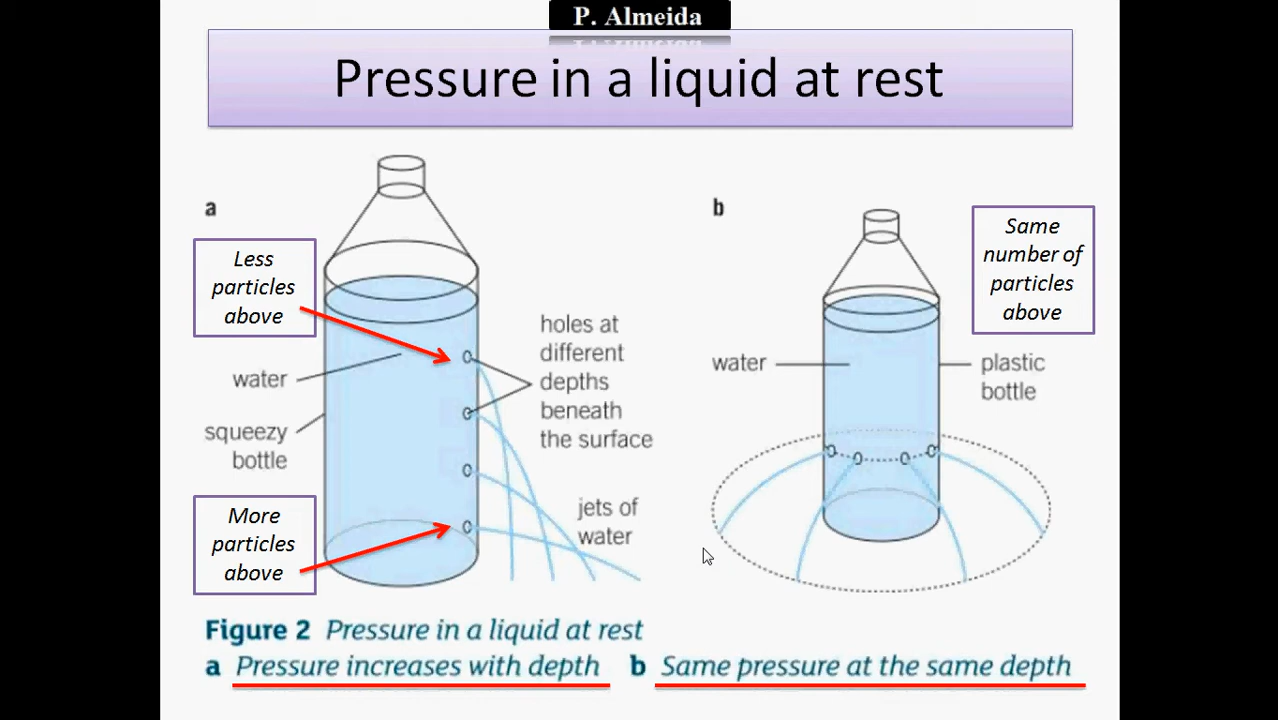 P. Almeida
Pressure in a liquid at rest
a
Less
particles
above
water
squeezy
bottle
More
particles
above
holes at
different
depths
beneath
the surface
jets of
water
b
Same
number of
particles
above
water
plastic
bottle
Figure 2 Pressure in a liquid at rest
a Pressure increases with depth b Same pressure at the same depth